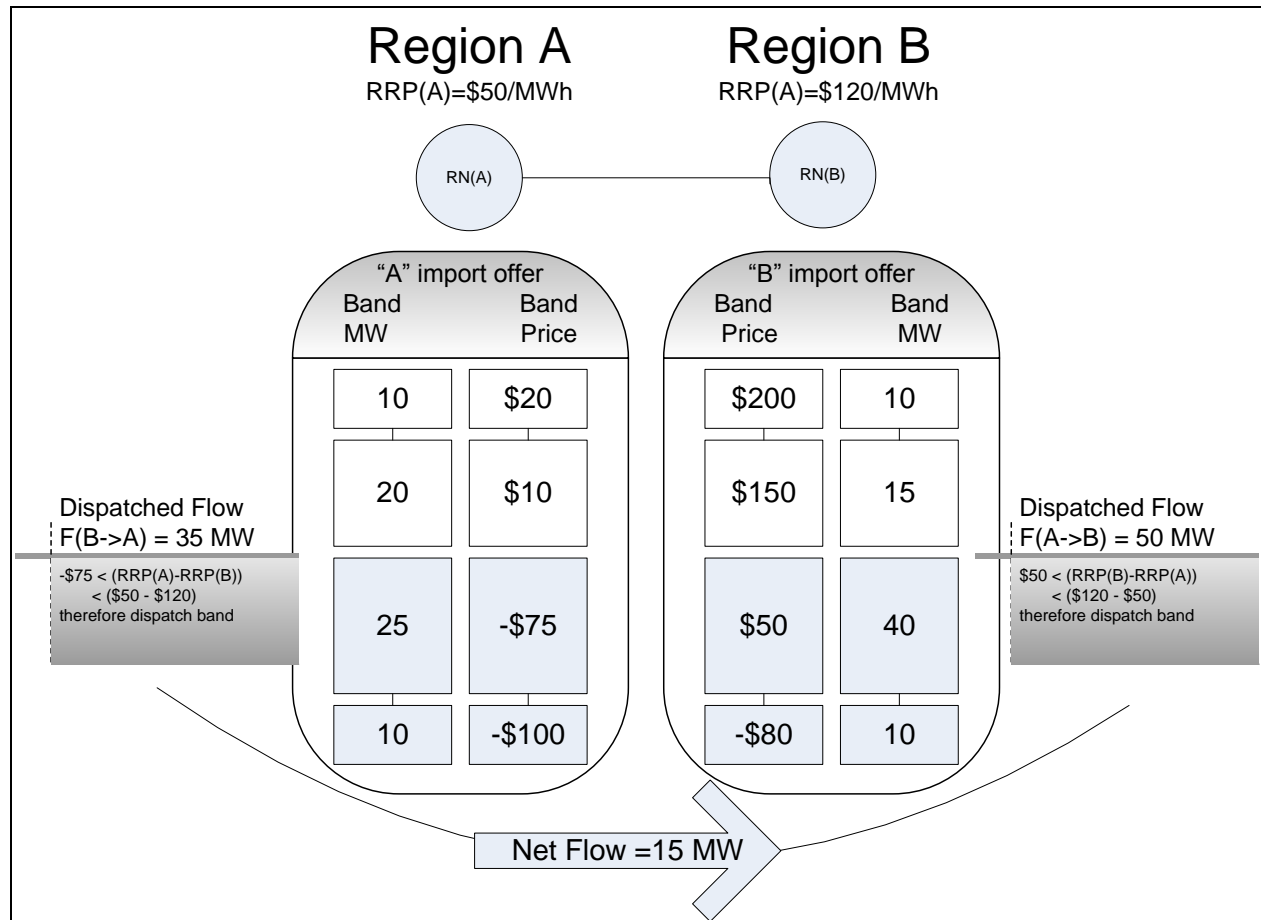 Region A
RRP(A)=$50/MWh
Region B
RRP(A)=$120/MWh
RN(A)
RN(B)
“A” import offer
Band MW
Band Price
10
$20
20
$10
25
-$75
10
-$100
“B” import offer
Band Price
Band MW
$200
10
$150
15
$50
40
-$80
10
Dispatched Flow
F(B->A) = 35 MW
-$75 < (RRP(A)-RRP(B))
< ($50 - $120)
therefore dispatch band
Dispatched Flow
F(A->B) = 50 MW
$50 < (RRP(B)-RRP(A))
< ($120 - $50)
therefore dispatch band
Net Flow =15 MW